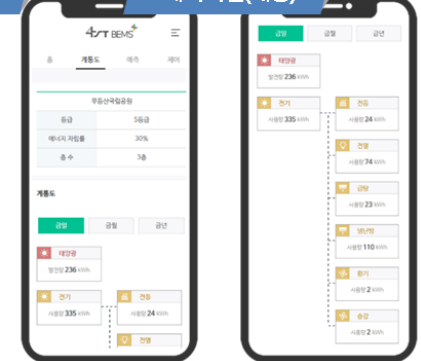 BEMS
홈 계통도 예측 제어
무등산국립공원
등급 5등급
에너지 자립률 30%
층 수 3층
계통도
금일 금월 금년
태양광
발전량 236 kWh
전기 전등
사용량 335 kWh 사용량 24 kWh
전열
금일 금월 금년
태양광
발전량 236 kWh
전기 전등
사용량 335 kWh 사용량 24 kWh
전열
사용량 74 kWh
급탕
사용량 23 kWh
냉난방
사용량 110 kWh
환기
사용량 2 kWh
승강
사용량 2 kWh